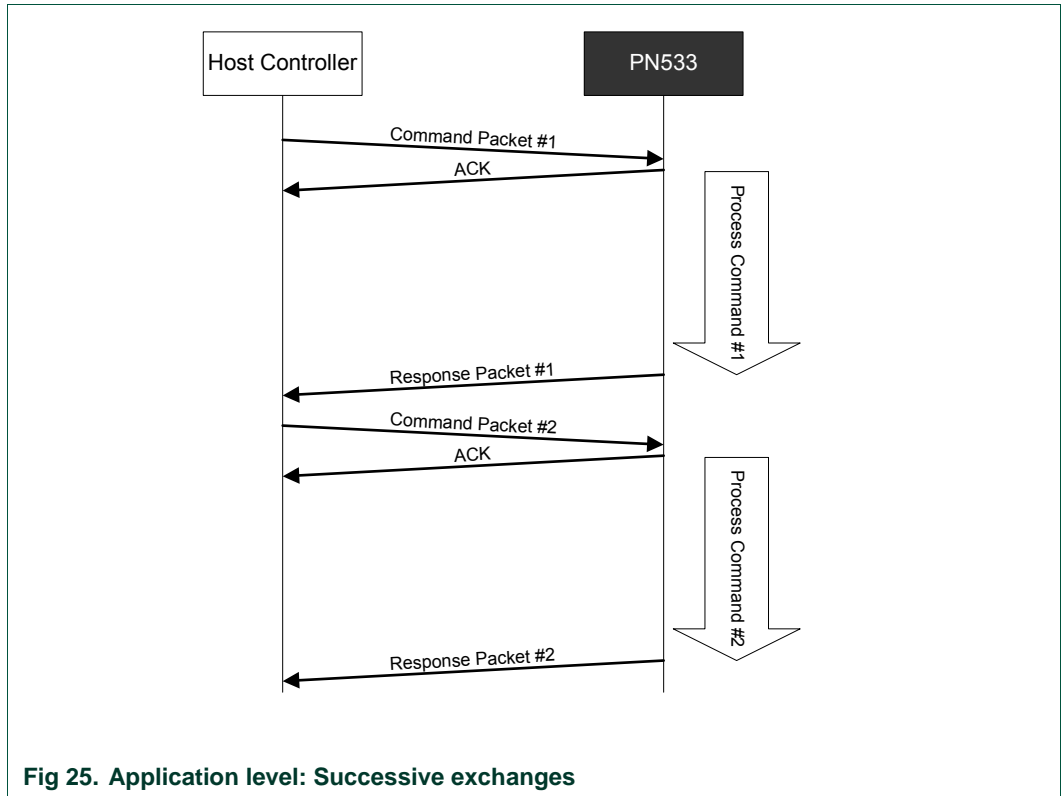 Host Controller
PN533
Command Packet #1
ACK
Process Command #1
Response Packet #1
Command Packet #2
ACK
Process Command #2
Response Packet #2
Fig 25. Application level: Successive exchanges